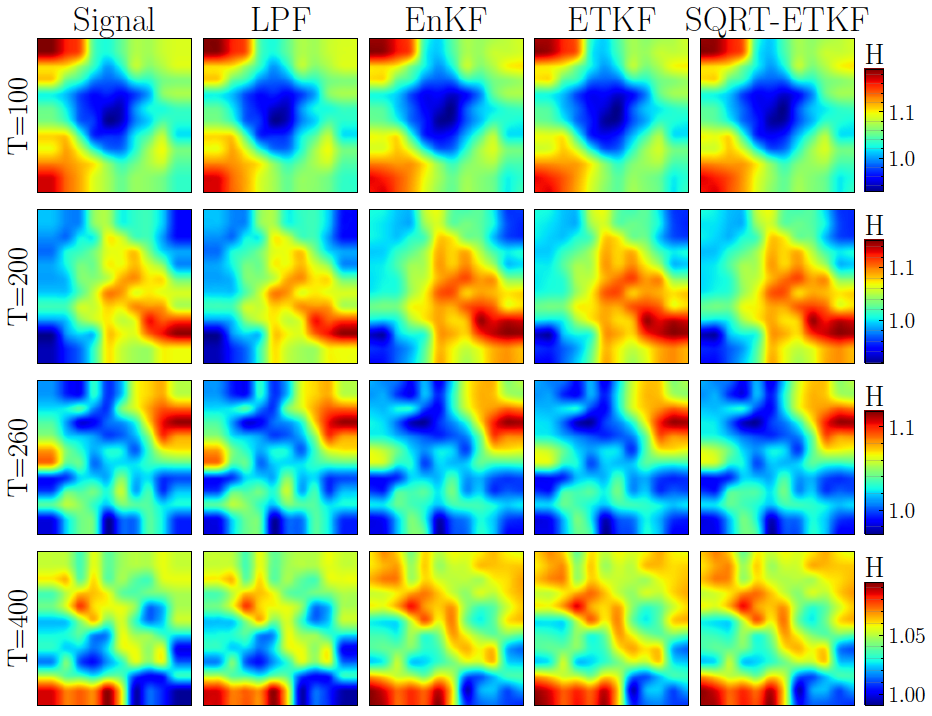 Signal LPF EnKF ETKF SQRT-ETKF
T=100
H
1.1
1.0
T=200
H
1.1
1.0
T=260
H
1.1
1.0
T=400
H
1.05
1.00